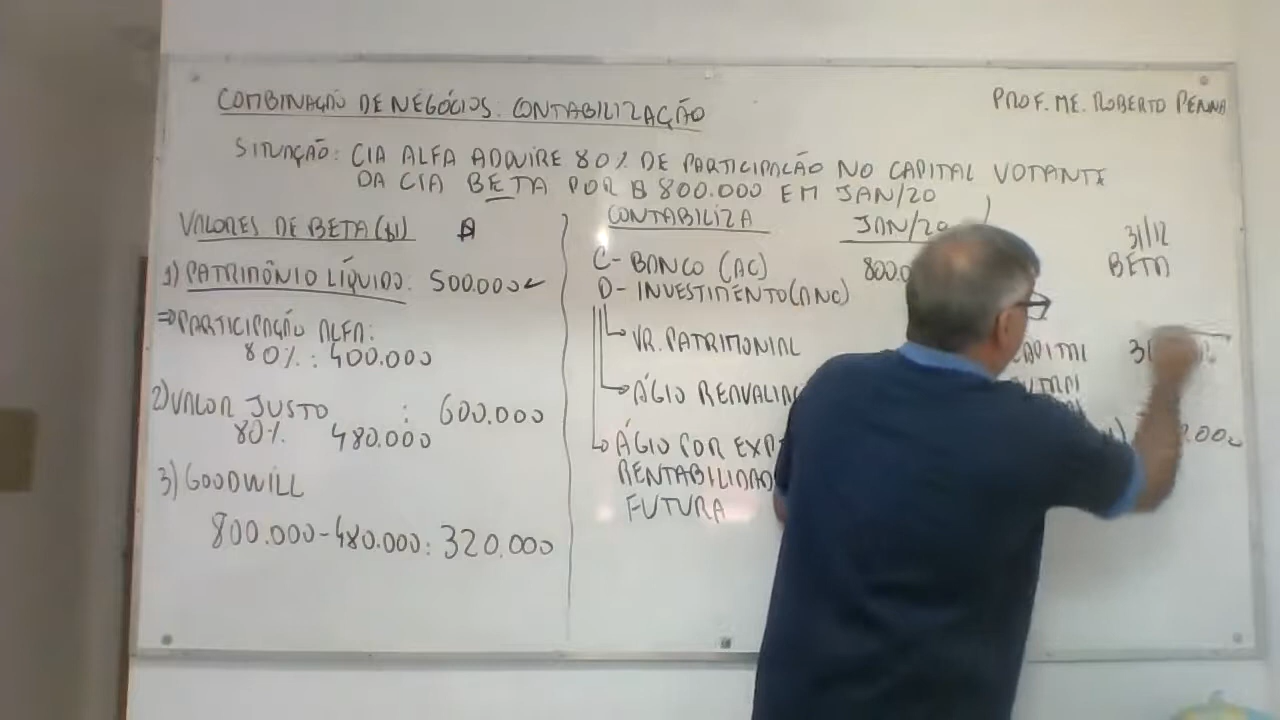 COMBINAÇÃO DE NEGÓCIOS: CONTABILIZAÇÃO
PROF. ME. ROBERTO PENNA
SITUAÇÃO: CIA ALFA ADQUIRE 80% DE PARTICIPAÇÃO NO CAPITAL VOTANTE
DA CIA BETA POR $ 800.000 EM JAN/20
VALORES DE BETA
1) PATRIMÔNIO LÍQUIDO: 500.000
⇒ PARTICIPAÇÃO ALFA:
80% : 400.000
2) VALOR JUSTO : 600.000
80% 480.000
3) GOODWILL
800.000 - 480.000 : 320.000
CONTABILIZA
JAN/20
C - BANCO (AC) 800.0
D - INVESTIMENTO (ANC)
VR. PATRIMONIAL
ÁGIO REAVALIAÇ
ÁGIO POR EXP
RENTABILIDAD
FUTURA
31/12
BETA